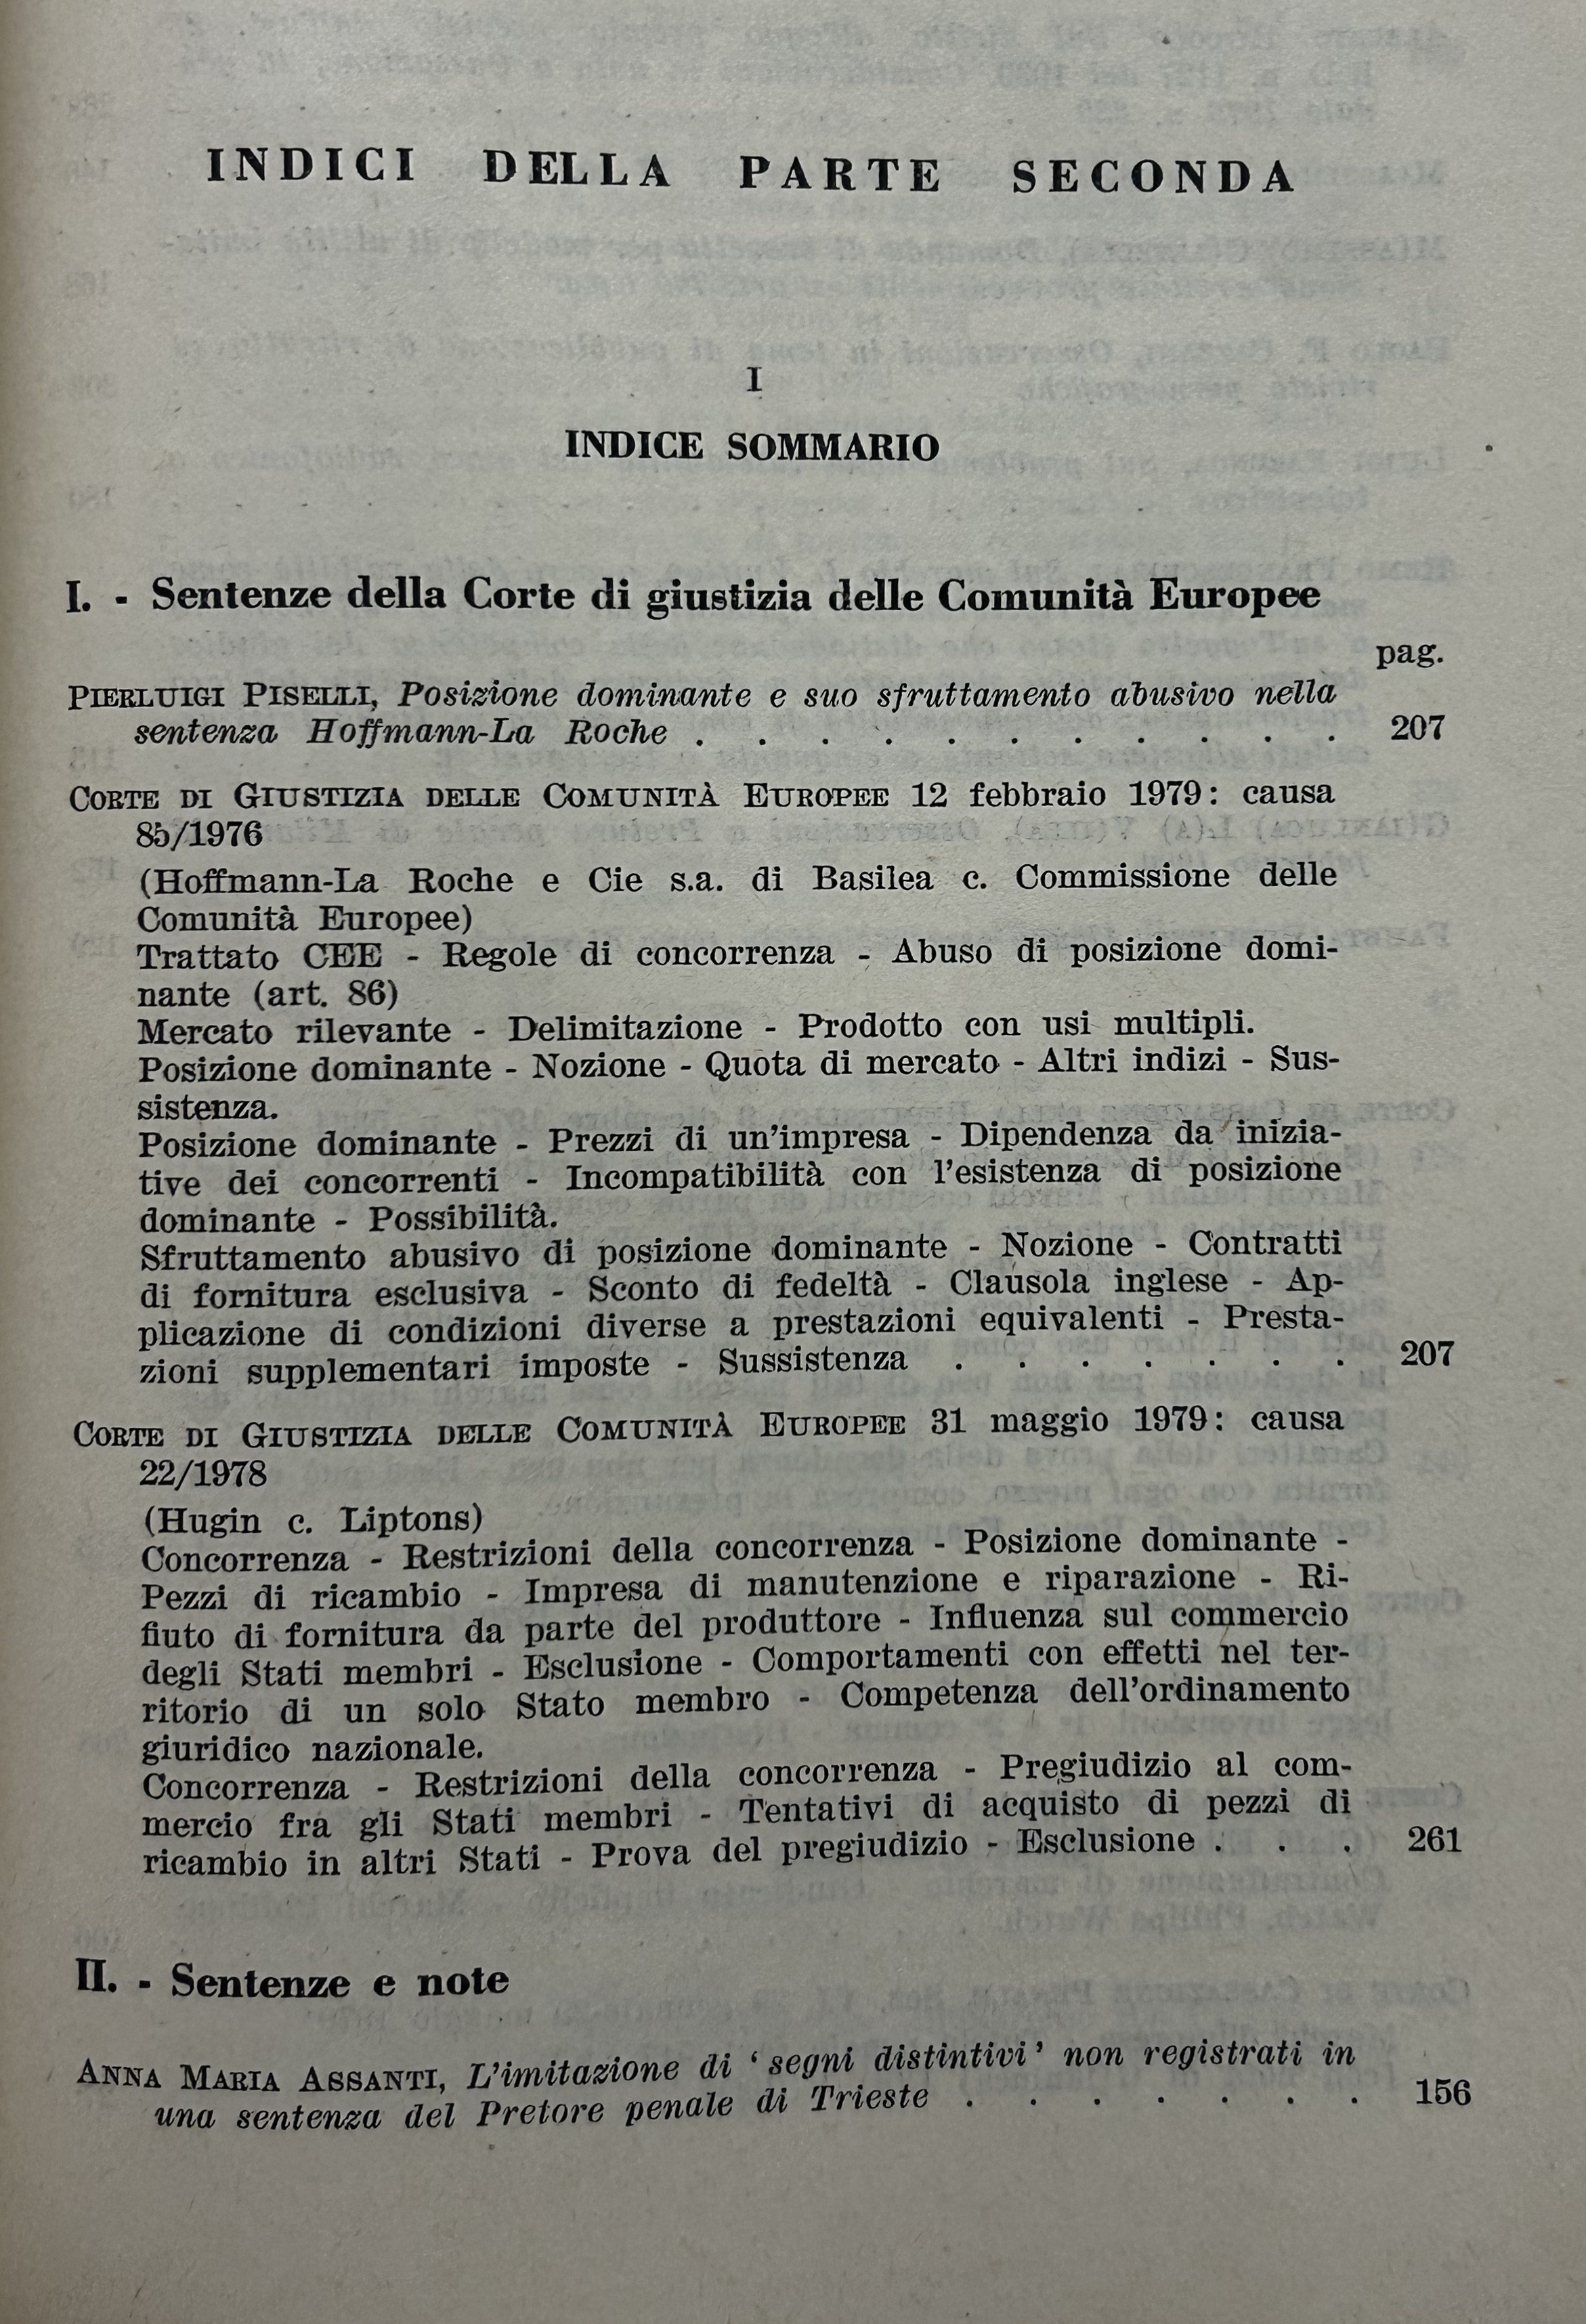 INDICI DELLA PARTE SECONDA
I
INDICE SOMMARIO
I. - Sentenze della Corte di giustizia delle Comunità Europee
pag.
PIERLUIGI PISELLI, Posizione dominante e suo sfruttamento abusivo nella
sentenza Hoffmann-La Roche . . . . . . . . . . . 207
CORTE DI GIUSTIZIA DELLE COMUNITÀ EUROPEE 12 febbraio 1979: causa
85/1976
(Hoffmann-La Roche e Cie s.a. di Basilea c. Commissione delle
Comunità Europee)
Trattato CEE - Regole di concorrenza - Abuso di posizione domi-
nante (art. 86)
Mercato rilevante - Delimitazione - Prodotto con usi multipli.
Posizione dominante - Nozione - Quota di mercato - Altri indizi - Sus-
sistenza.
Posizione dominante - Prezzi di un'impresa - Dipendenza da inizia-
tive dei concorrenti - Incompatibilità con l'esistenza di posizione
dominante - Possibilità.
Sfruttamento abusivo di posizione dominante - Nozione - Contratti
di fornitura esclusiva - Sconto di fedeltà - Clausola inglese - Ap-
plicazione di condizioni diverse a prestazioni equivalenti - Presta-
zioni supplementari imposte - Sussistenza . . . . . . . 207
CORTE DI GIUSTIZIA DELLE COMUNITÀ EUROPEE 31 maggio 1979: causa
22/1978
(Hugin c. Liptons)
Concorrenza - Restrizioni della concorrenza - Posizione dominante -
Pezzi di ricambio - Impresa di manutenzione e riparazione - Ri-
fiuto di fornitura da parte del produttore - Influenza sul commercio
degli Stati membri - Esclusione - Comportamenti con effetti nel ter-
ritorio di un solo Stato membro - Competenza dell'ordinamento
giuridico nazionale.
Concorrenza - Restrizioni della concorrenza - Pregiudizio al com-
mercio fra gli Stati membri - Tentativi di acquisto di pezzi di
ricambio in altri Stati - Prova del pregiudizio - Esclusione . . . 261
II. - Sentenze e note
ANNA MARIA ASSANTI, L'imitazione di ‘segni distintivi’ non registrati in
una sentenza del Pretore penale di Trieste . . . . . . . 156